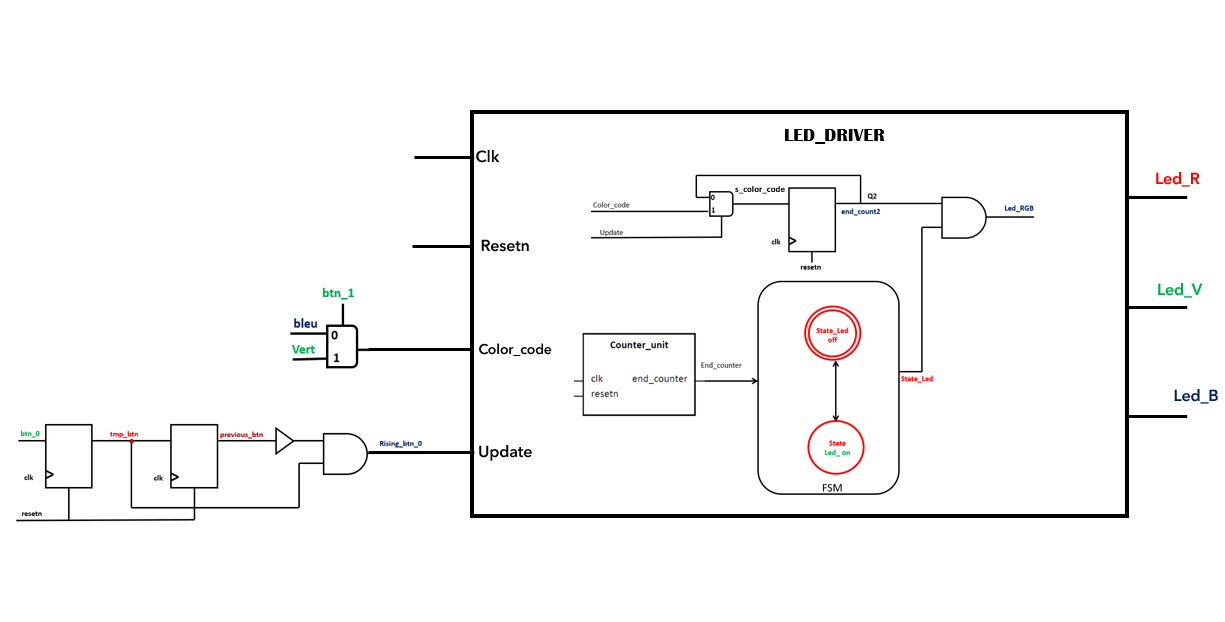 LED_DRIVER
Clk
Resetn
Color_code
Update
Led_R
Led_V
Led_B
btn_1
bleu
0
Vert
1
btn_0
tmp_btn
previous_btn
Rising_btn_0
clk
clk
resetn
Color_code
Update
0
1
s_color_code
Q2
end_count2
clk
resetn
Led_RGB
Counter_unit
clk
end_counter
resetn
End_counter
State_Led
off
State
Led_ on
FSM
State_Led